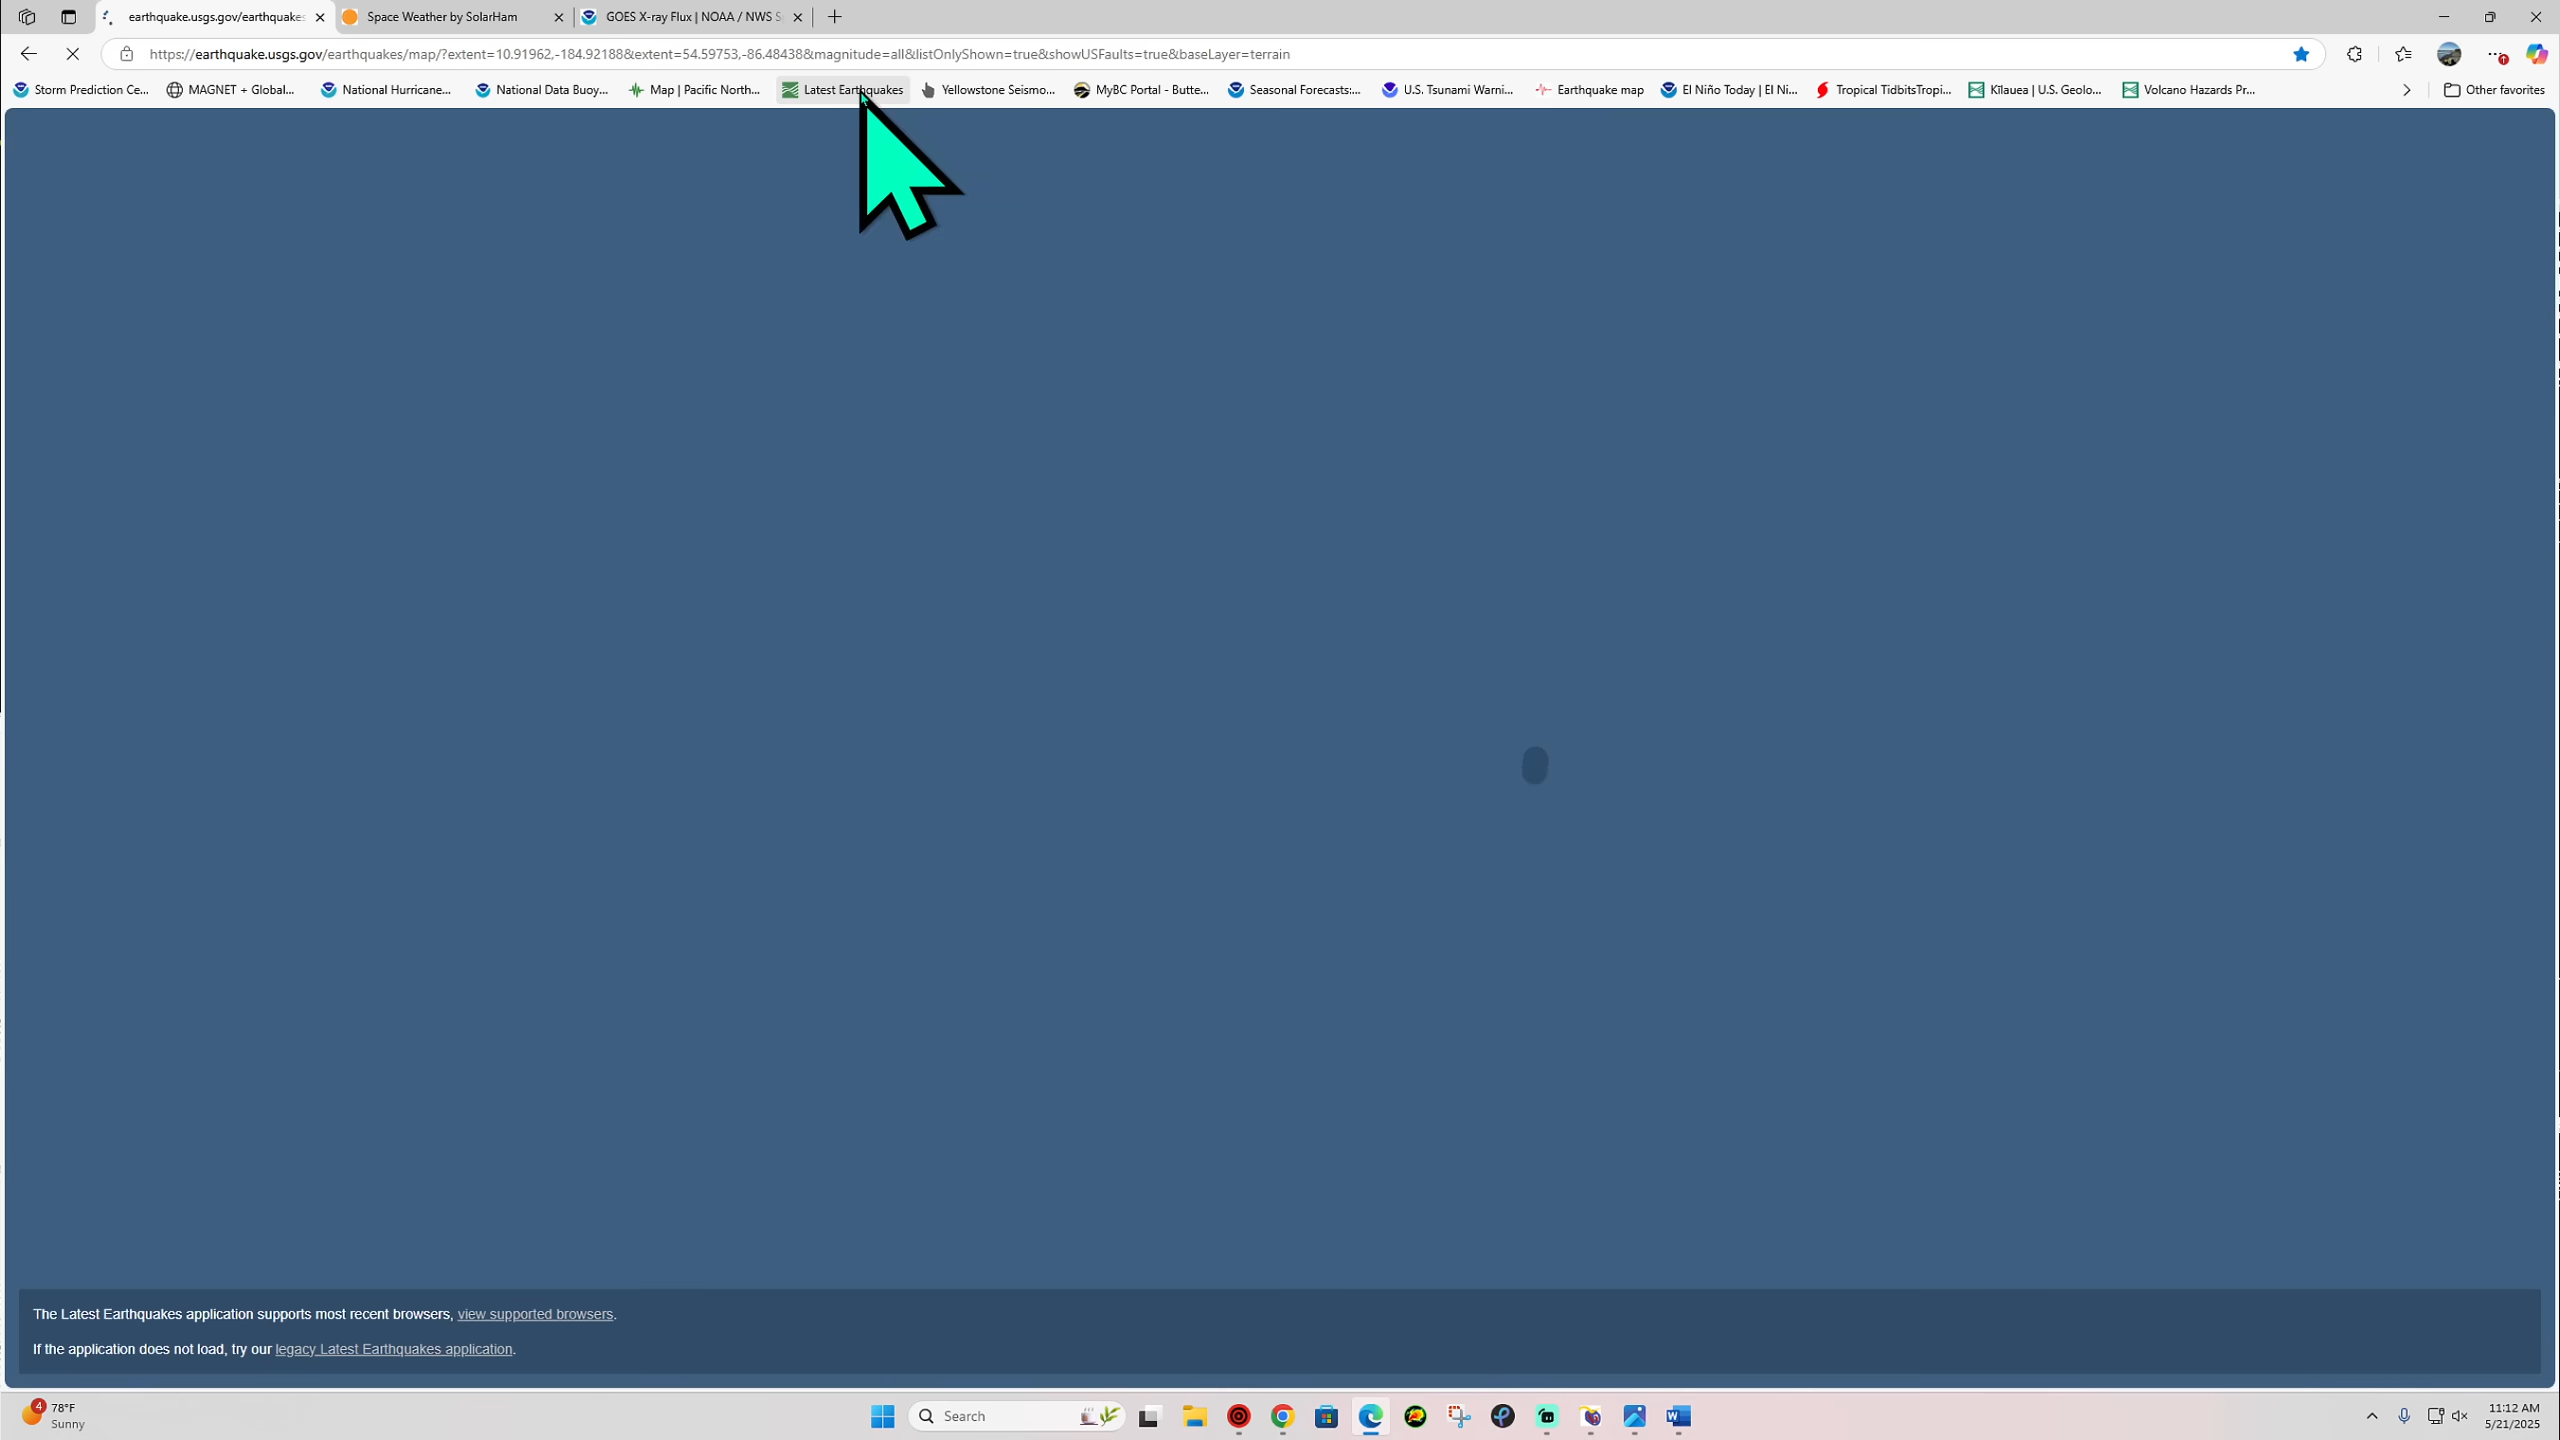 earthquake.usgs.gov/earthquakes
Space Weather by SolarHam
GOES X-ray Flux | NOAA / NWS S
https://earthquake.usgs.gov/earthquakes/map/?extent=10.91962,-184.92188&extent=54.59753,-86.48438&magnitude=all&listOnlyShown=true&showUSFaults=true&baseLayer=terrain
Storm Prediction Ce...
MAGNET + Global...
National Hurricane...
National Data Buoy...
Map | Pacific North...
Latest Earthquakes
Yellowstone Seismo...
MyBC Portal - Butte...
Seasonal Forecasts:...
U.S. Tsunami Warni...
Earthquake map
El Niño Today | El Ni...
Tropical TidbitsTropi...
Kīlauea | U.S. Geolo...
Volcano Hazards Pr...
Other favorites
The Latest Earthquakes application supports most recent browsers, view supported browsers.
If the application does not load, try our legacy Latest Earthquakes application.
4
78°F
Sunny
Search
11:12 AM
5/21/2025